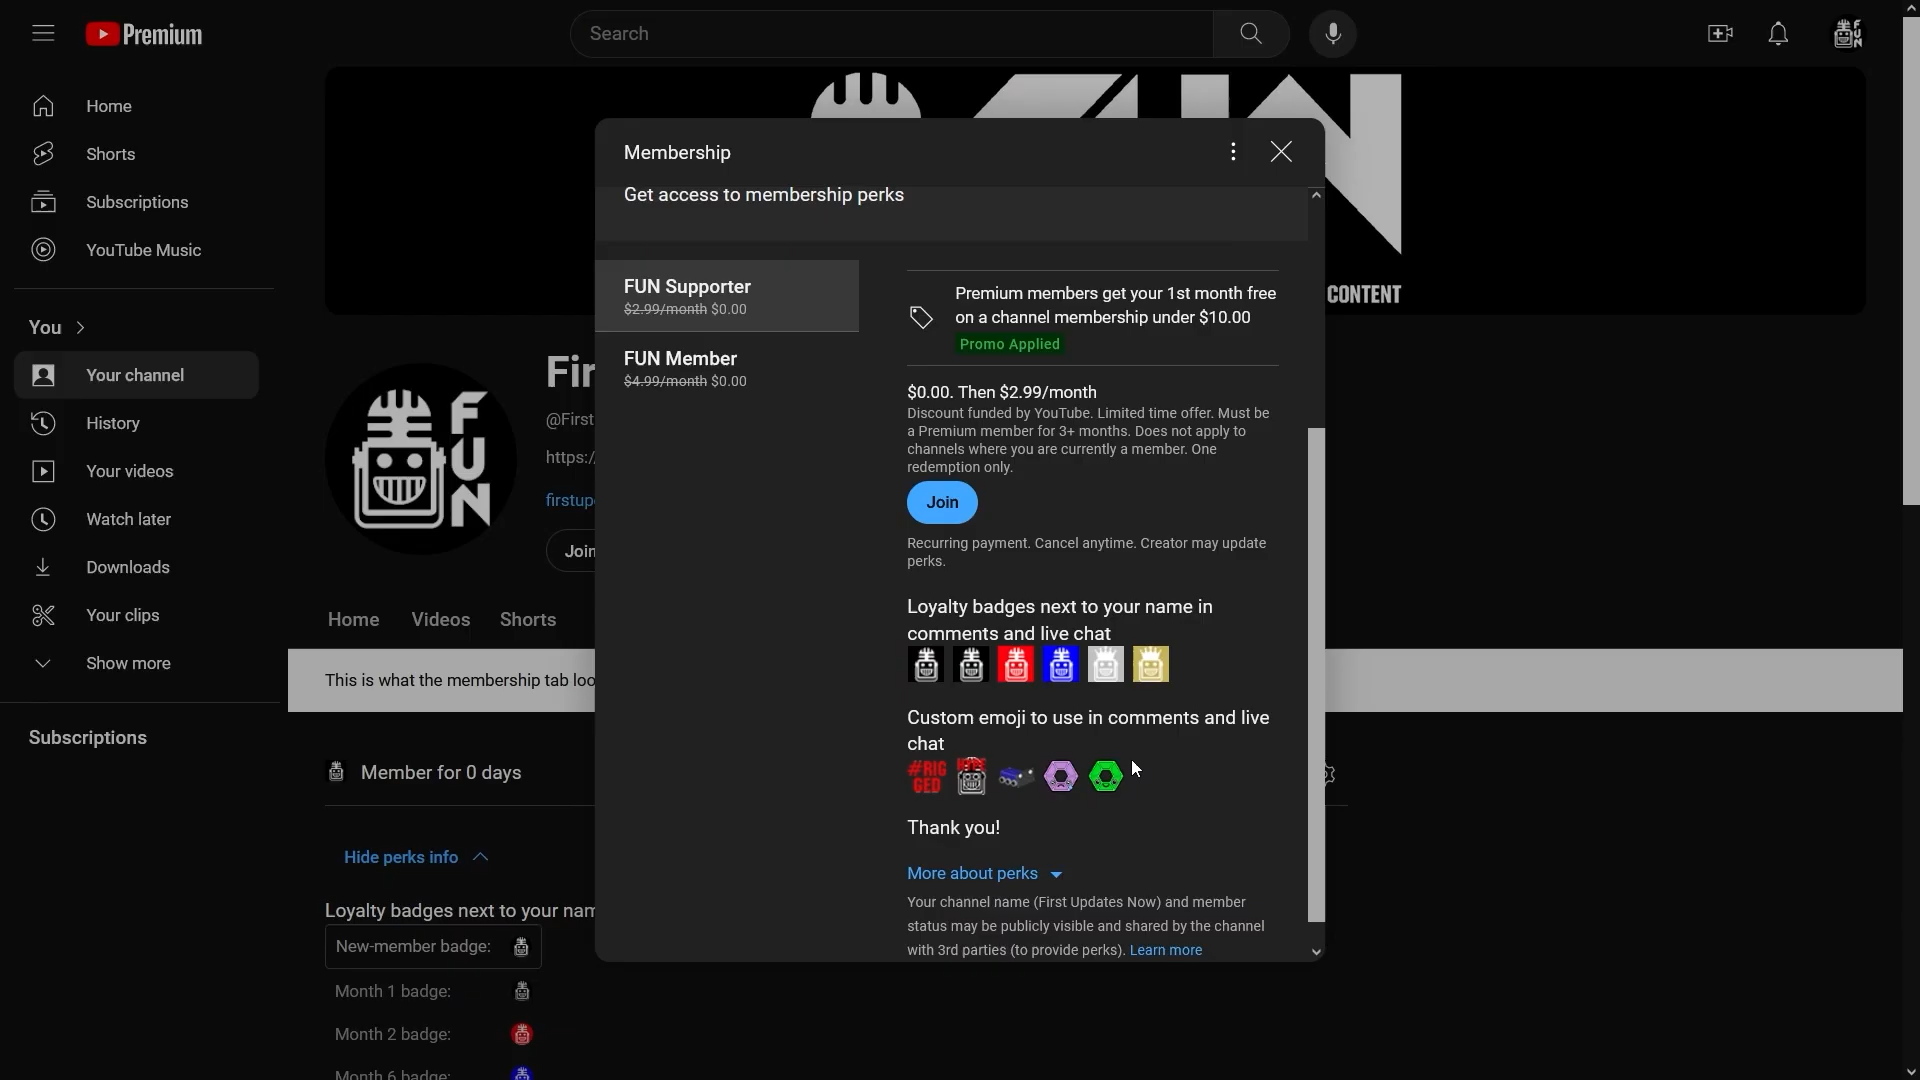 Premium
Search
FUN
Home
Shorts
Subscriptions
YouTube Music
You
Your channel
History
Your videos
Watch later
Downloads
Your clips
Show more
Subscriptions
CONTENT
FUN
@First
https:/
Join
Home
Videos
Shorts
This is what the membership tab loo
Member for 0 days
Hide perks info
Loyalty badges next to your nam
New-member badge:
Month 1 badge:
Month 2 badge:
Month 6 badge:
Membership
Get access to membership perks
FUN Supporter
$2.99/month $0.00
FUN Member
$4.99/month $0.00
Premium members get your 1st month free
on a channel membership under $10.00
Promo Applied
$0.00. Then $2.99/month
Discount funded by YouTube. Limited time offer. Must be
a Premium member for 3+ months. Does not apply to
channels where you are currently a member. One
redemption only.
Join
Recurring payment. Cancel anytime. Creator may update
perks.
Loyalty badges next to your name in
comments and live chat
Custom emoji to use in comments and live
chat
#RIG
GED
HYPE
Thank you!
More about perks
Your channel name (First Updates Now) and member
status may be publicly visible and shared by the channel
with 3rd parties (to provide perks). Learn more